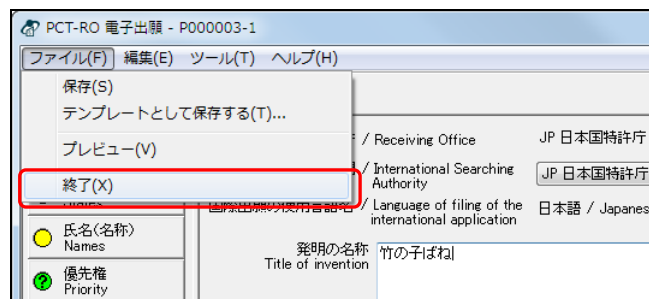 PCT-RO 電子出願 - P000003-1
ファイル(F) 編集(E) ツール(T) ヘルプ(H)
保存(S)
テンプレートとして保存する(T)...
プレビュー(V)
終了(X)
/ Receiving Office JP 日本国特許庁
/ International Searching Authority JP 日本国特許庁
/ Language of filing of the international application 日本語 / Japanes
氏名(名称)
Names
発明の名称 竹の子ばね
Title of invention
優先権
Priority